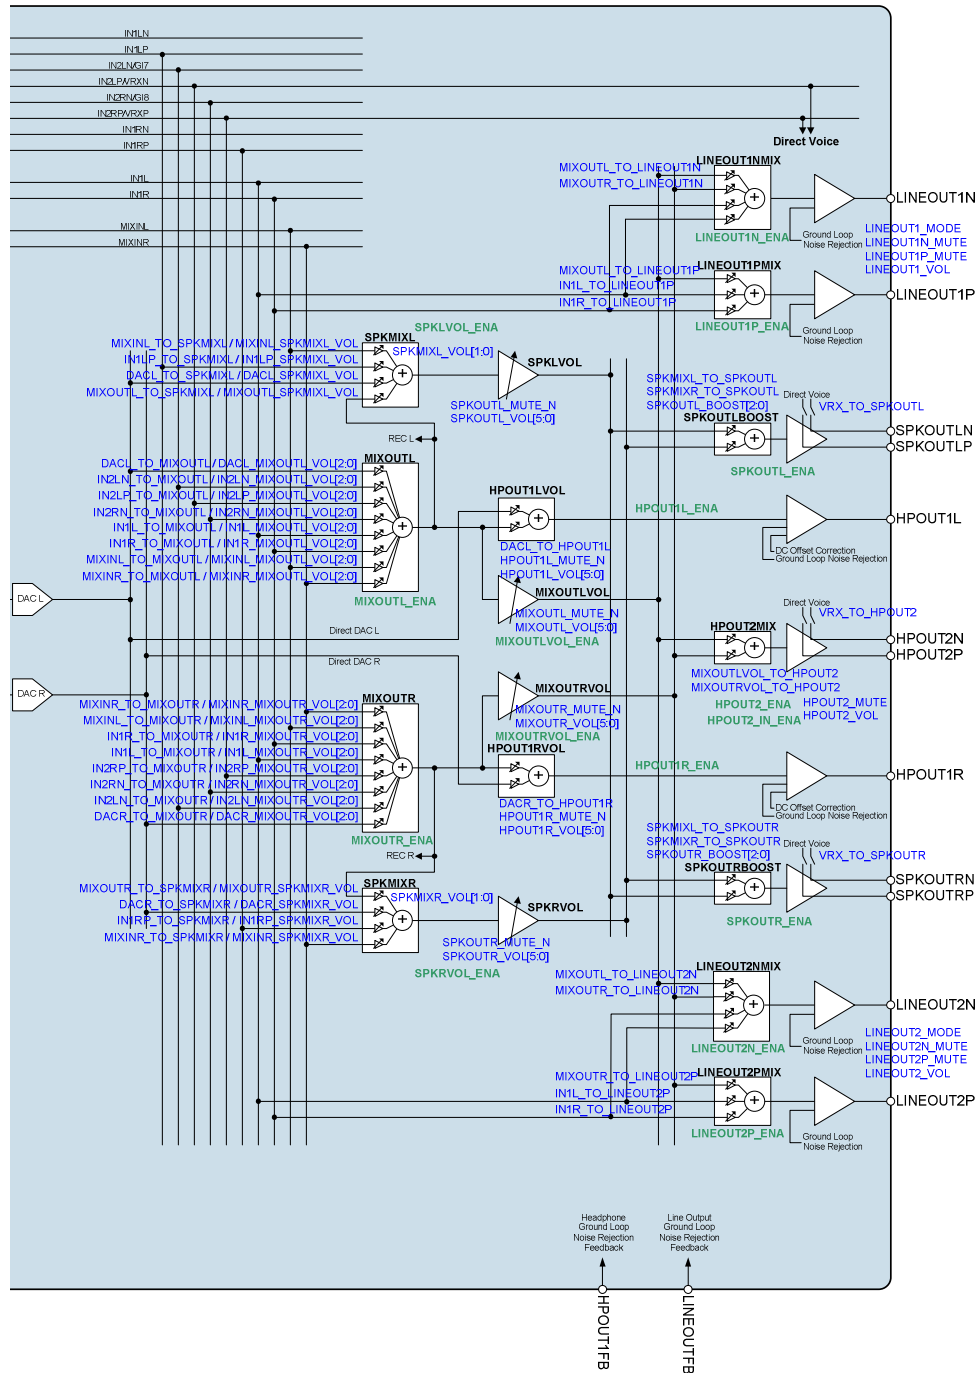 IN1LN
IN1LP
IN2LN/GI7
IN2LP/VRXN
IN2RN/GI8
IN2RP/VRXP
IN1RN
IN1RP
IN1L
IN1R
MIXINL
MIXINR
Direct Voice
LINEOUT1NMIX
MIXOUTL_TO_LINEOUT1N
MIXOUTR_TO_LINEOUT1N
LINEOUT1N_ENA
Ground Loop
Noise Rejection
LINEOUT1N
LINEOUT1_MODE
LINEOUT1N_MUTE
LINEOUT1P_MUTE
LINEOUT1_VOL
LINEOUT1PMIX
MIXOUTL_TO_LINEOUT1P
IN1L_TO_LINEOUT1P
IN1R_TO_LINEOUT1P
LINEOUT1P_ENA
Ground Loop
Noise Rejection
LINEOUT1P
SPKLVOL_ENA
SPKMIXL
MIXINL_TO_SPKMIXL / MIXINL_SPKMIXL_VOL
IN1LP_TO_SPKMIXL / IN1LP_SPKMIXL_VOL
DACL_TO_SPKMIXL / DACL_SPKMIXL_VOL
MIXOUTL_TO_SPKMIXL / MIXOUTL_SPKMIXL_VOL
SPKMIXL_VOL[1:0]
SPKLVOL
SPKOUTL_MUTE_N
SPKOUTL_VOL[5:0]
SPKMIXL_TO_SPKOUTL
SPKMIXR_TO_SPKOUTL
SPKOUTL_BOOST[2:0]
SPKOUTLBOOST
SPKOUTL_ENA
Direct Voice
VRX_TO_SPKOUTL
SPKOUTLN
SPKOUTLP
REC L
MIXOUTL
DACL_TO_MIXOUTL / DACL_MIXOUTL_VOL[2:0]
IN2LN_TO_MIXOUTL / IN2LN_MIXOUTL_VOL[2:0]
IN2LP_TO_MIXOUTL / IN2LP_MIXOUTL_VOL[2:0]
IN2RN_TO_MIXOUTL / IN2RN_MIXOUTL_VOL[2:0]
IN1L_TO_MIXOUTL / IN1L_MIXOUTL_VOL[2:0]
IN1R_TO_MIXOUTL / IN1R_MIXOUTL_VOL[2:0]
MIXINL_TO_MIXOUTL / MIXINL_MIXOUTL_VOL[2:0]
MIXINR_TO_MIXOUTL / MIXINR_MIXOUTL_VOL[2:0]
MIXOUTL_ENA
HPOUT1LVOL
DACL_TO_HPOUT1L
HPOUT1L_MUTE_N
HPOUT1L_VOL[5:0]
HPOUT1L_ENA
DC Offset Correction
Ground Loop Noise Rejection
HPOUT1L
MIXOUTLVOL
MIXOUTL_MUTE_N
MIXOUTL_VOL[5:0]
MIXOUTLVOL_ENA
DAC L
Direct DAC L
Direct DAC R
DAC R
HPOUT2MIX
Direct Voice
VRX_TO_HPOUT2
HPOUT2N
HPOUT2P
MIXOUTLVOL_TO_HPOUT2
MIXOUTRVOL_TO_HPOUT2
HPOUT2_ENA
HPOUT2_IN_ENA
HPOUT2_MUTE
HPOUT2_VOL
MIXOUTRVOL
MIXOUTR_MUTE_N
MIXOUTR_VOL[5:0]
MIXOUTRVOL_ENA
MIXOUTR
MIXINR_TO_MIXOUTR / MIXINR_MIXOUTR_VOL[2:0]
MIXINL_TO_MIXOUTR / MIXINL_MIXOUTR_VOL[2:0]
IN1R_TO_MIXOUTR / IN1R_MIXOUTR_VOL[2:0]
IN1L_TO_MIXOUTR / IN1L_MIXOUTR_VOL[2:0]
IN2RP_TO_MIXOUTR / IN2RP_MIXOUTR_VOL[2:0]
IN2RN_TO_MIXOUTR / IN2RN_MIXOUTR_VOL[2:0]
IN2LN_TO_MIXOUTR / IN2LN_MIXOUTR_VOL[2:0]
DACR_TO_MIXOUTR / DACR_MIXOUTR_VOL[2:0]
MIXOUTR_ENA
HPOUT1RVOL
DACR_TO_HPOUT1R
HPOUT1R_MUTE_N
HPOUT1R_VOL[5:0]
HPOUT1R_ENA
DC Offset Correction
Ground Loop Noise Rejection
HPOUT1R
REC R
SPKMIXR
MIXOUTR_TO_SPKMIXR / MIXOUTR_SPKMIXR_VOL
DACR_TO_SPKMIXR / DACR_SPKMIXR_VOL
IN1RP_TO_SPKMIXR / IN1RP_SPKMIXR_VOL
MIXINR_TO_SPKMIXR / MIXINR_SPKMIXR_VOL
SPKMIXR_VOL[1:0]
SPKRVOL
SPKOUTR_MUTE_N
SPKOUTR_VOL[5:0]
SPKRVOL_ENA
SPKMIXL_TO_SPKOUTR
SPKMIXR_TO_SPKOUTR
SPKOUTR_BOOST[2:0]
SPKOUTRBOOST
SPKOUTR_ENA
Direct Voice
VRX_TO_SPKOUTR
SPKOUTRN
SPKOUTRP
LINEOUT2NMIX
MIXOUTL_TO_LINEOUT2N
MIXOUTR_TO_LINEOUT2N
LINEOUT2N_ENA
Ground Loop
Noise Rejection
LINEOUT2N
LINEOUT2_MODE
LINEOUT2N_MUTE
LINEOUT2P_MUTE
LINEOUT2_VOL
LINEOUT2PMIX
MIXOUTR_TO_LINEOUT2P
IN1L_TO_LINEOUT2P
IN1R_TO_LINEOUT2P
LINEOUT2P_ENA
Ground Loop
Noise Rejection
LINEOUT2P
Headphone
Ground Loop
Noise Rejection
Feedback
Line Output
Ground Loop
Noise Rejection
Feedback
HPOUT1FB
LINEOUTFB